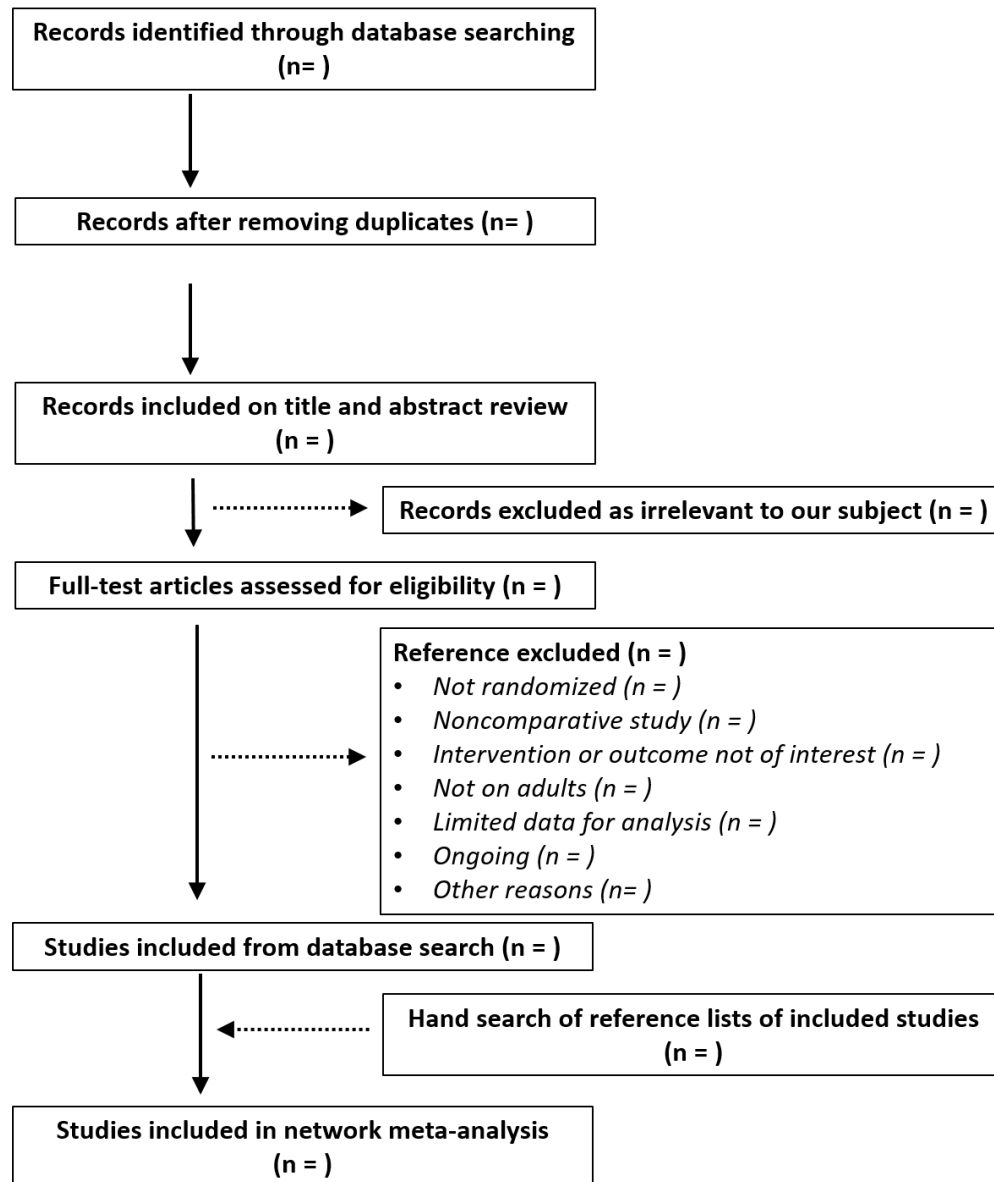 Records identified through database searching
(n= )
Records after removing duplicates (n= )
Records included on title and abstract review
(n = )
Records excluded as irrelevant to our subject (n = )
Full-test articles assessed for eligibility (n = )
Reference excluded (n = )
• Not randomized (n = )
• Noncomparative study (n = )
• Intervention or outcome not of interest (n = )
• Not on adults (n = )
• Limited data for analysis (n = )
• Ongoing (n = )
• Other reasons (n= )
Studies included from database search (n = )
Hand search of reference lists of included studies
(n = )
Studies included in network meta-analysis
(n = )